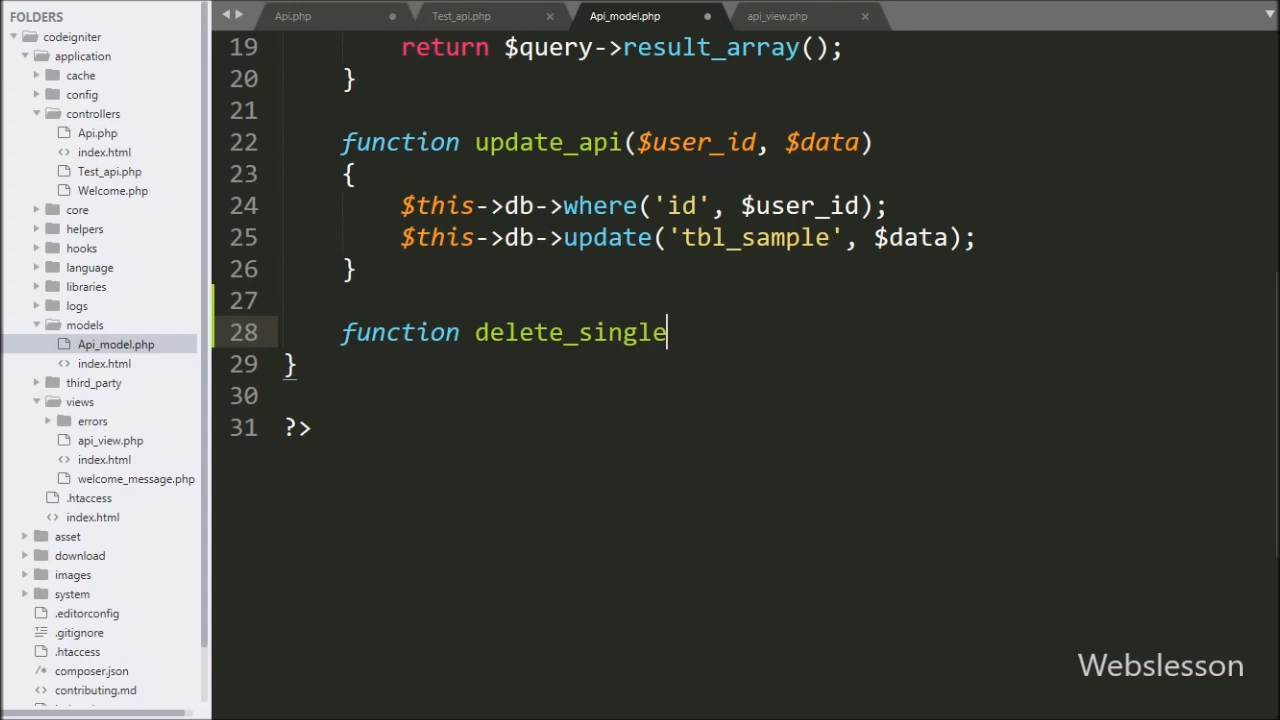 FOLDERS
codeigniter
application
cache
config
controllers
Api.php
index.html
Test_api.php
Welcome.php
core
helpers
hooks
language
libraries
logs
models
Api_model.php
index.html
third_party
views
errors
api_view.php
index.html
welcome_message.php
.htaccess
index.html
asset
download
images
system
.editorconfig
.gitignore
.htaccess
composer.json
contributing.md
Api.php
Test_api.php
Api_model.php
api_view.php
19 return $query->result_array();
20 }
21
22 function update_api($user_id, $data)
23 {
24 $this->db->where('id', $user_id);
25 $this->db->update('tbl_sample', $data);
26 }
27
28 function delete_single
29 }
30
31 ?>
Webslesson